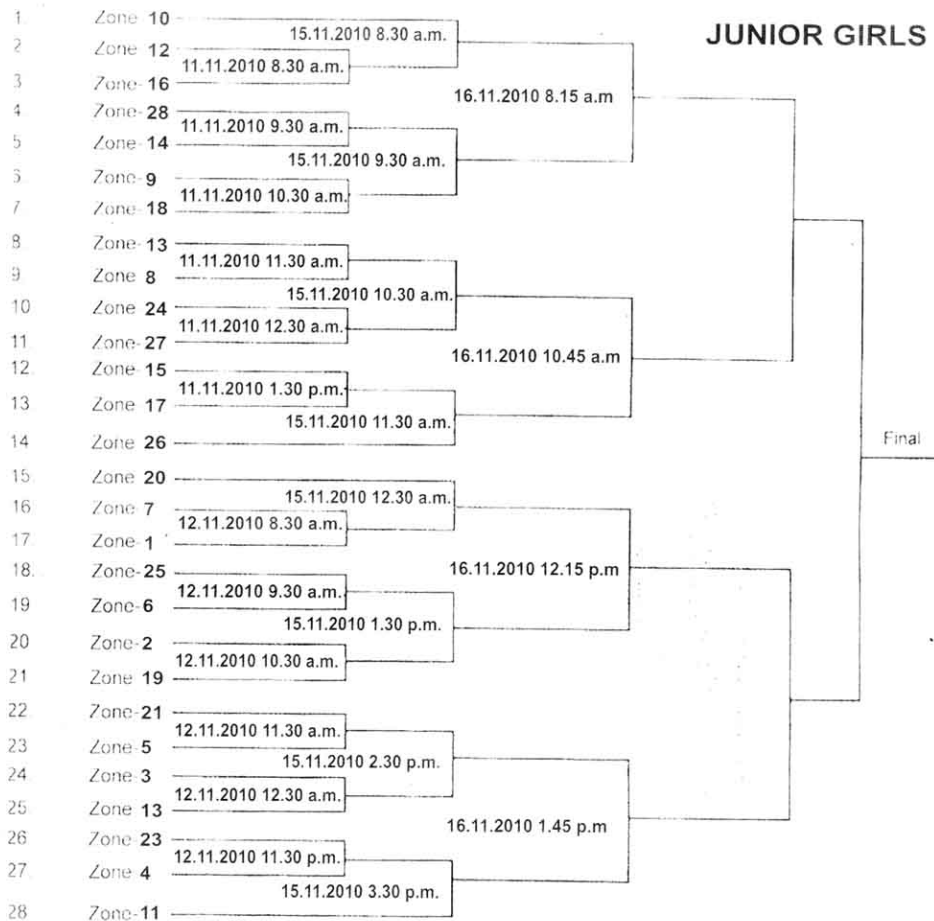 JUNIOR GIRLS
1. Zone 10
15.11.2010 8.30 a.m.
2 Zone 12
11.11.2010 8.30 a.m.
3 Zone-16
16.11.2010 8.15 a.m
4 Zone-28
11.11.2010 9.30 a.m.
5 Zone-14
15.11.2010 9.30 a.m.
6 Zone-9
11.11.2010 10.30 a.m.
7 Zone-18
8 Zone-13
11.11.2010 11.30 a.m.
9 Zone 8
15.11.2010 10.30 a.m.
10 Zone 24
11.11.2010 12.30 a.m.
11 Zone-27
16.11.2010 10.45 a.m
12. Zone-15
11.11.2010 1.30 p.m.
13 Zone 17
15.11.2010 11.30 a.m.
14 Zone 26
Final
15. Zone 20
15.11.2010 12.30 a.m.
16 Zone-7
12.11.2010 8.30 a.m.
17 Zone-1
16.11.2010 12.15 p.m
18. Zone-25
12.11.2010 9.30 a.m.
19 Zone-6
15.11.2010 1.30 p.m.
20 Zone-2
12.11.2010 10.30 a.m.
21 Zone 19
22 Zone-21
12.11.2010 11.30 a.m.
23 Zone-5
15.11.2010 2.30 p.m.
24 Zone-3
12.11.2010 12.30 a.m.
25 Zone 13
16.11.2010 1.45 p.m
26 Zone-23
12.11.2010 11.30 p.m.
27. Zone 4
15.11.2010 3.30 p.m.
28 Zone-11